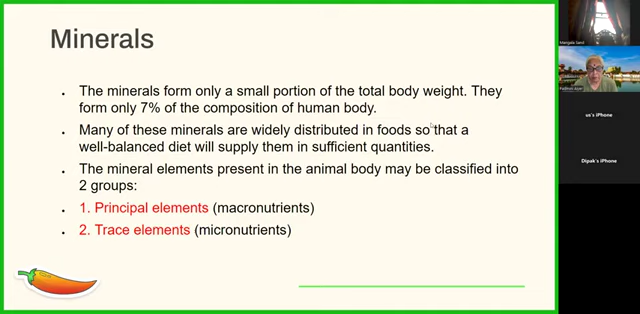 Minerals
• The minerals form only a small portion of the total body weight. They
form only 7% of the composition of human body.
• Many of these minerals are widely distributed in foods so that a
well-balanced diet will supply them in sufficient quantities.
• The mineral elements present in the animal body may be classified into
2 groups:
• 1. Principal elements (macronutrients)
• 2. Trace elements (micronutrients)
us's iPhone
Dipak's iPhone